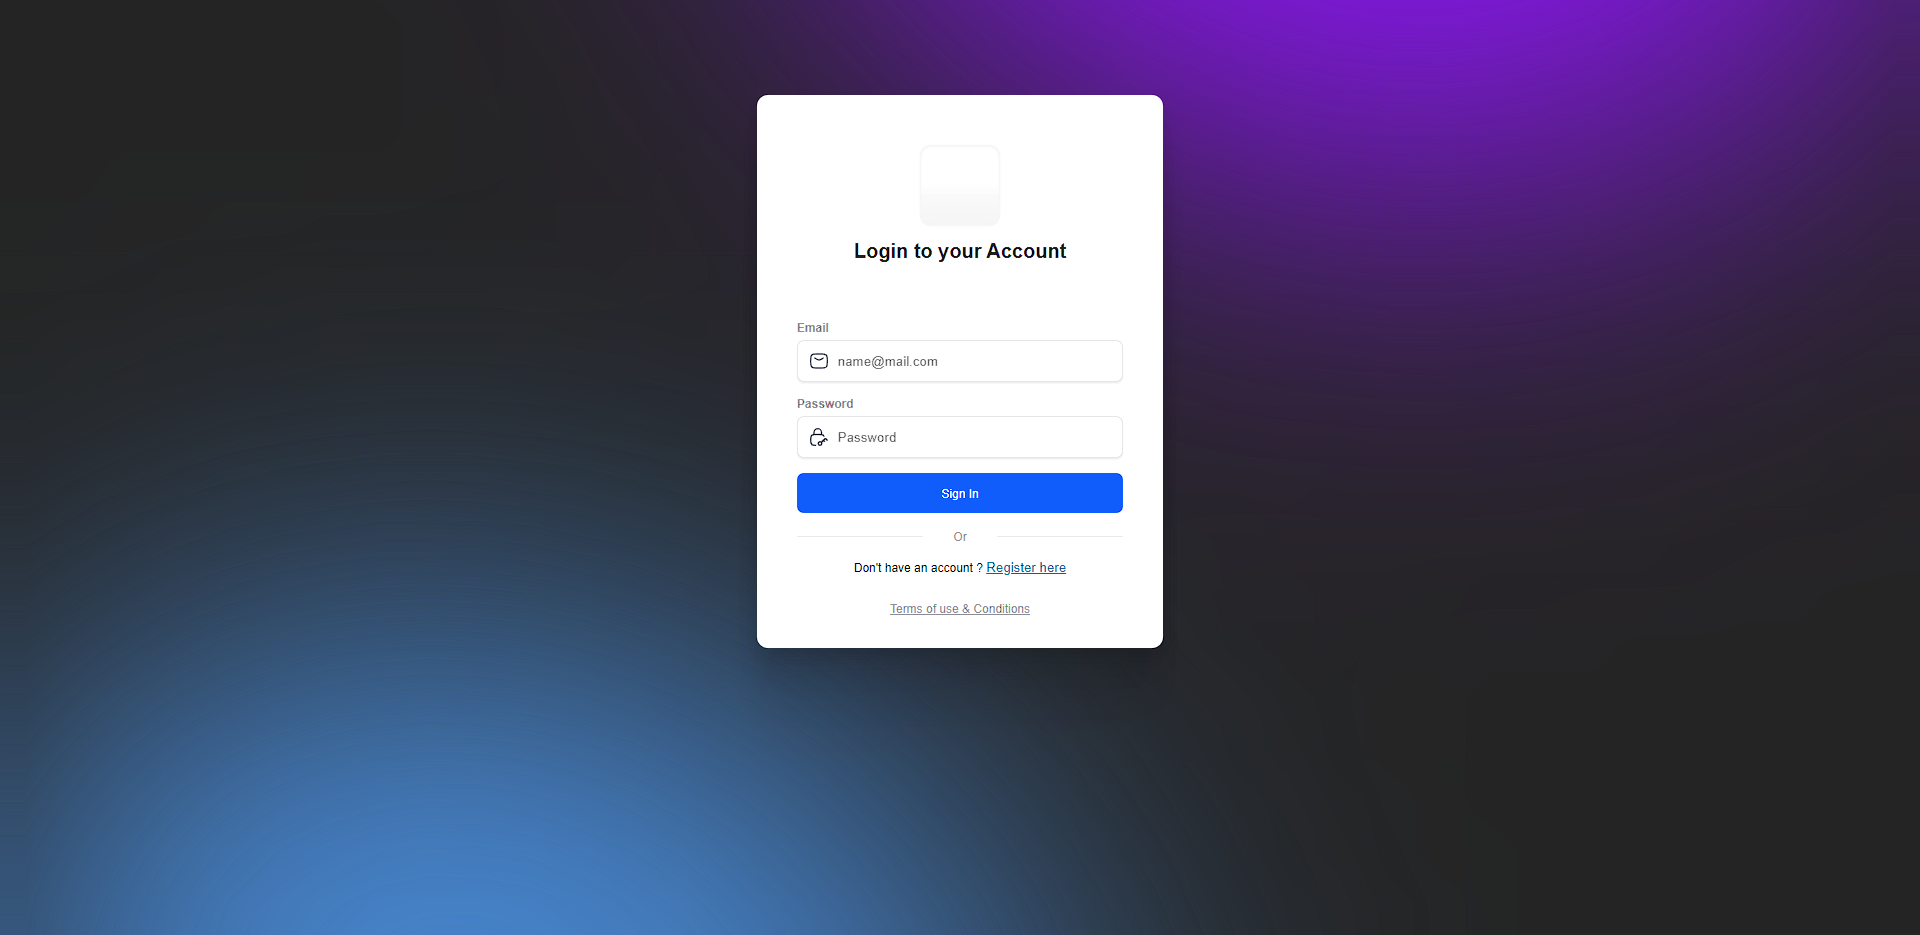 Login to your Account
Email
name@mail.com
Password
Password
Sign In
Or
Don't have an account ? Register here
Terms of use & Conditions